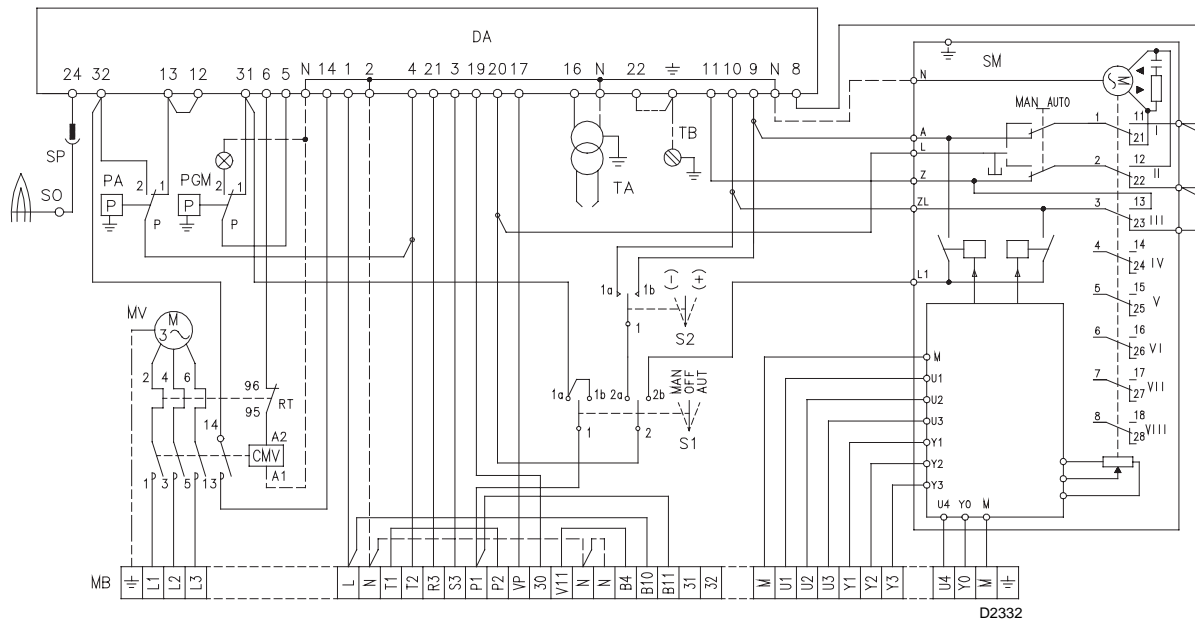 DA
24 32 13 12 31 6 5 N 14 1 2 4 21 3 19 20 17 16 N 22 11 10 9 N 8
SM
N
M
MAN AUTO
A
L
Z
ZL
L1
1 11 21 I
2 12 22 II
3 13 23 III
4 14 24 IV
5 15 25 V
6 16 26 VI
7 17 27 VII
8 18 28 VIII
SP
SO
PA 2 1
P
P
PGM 2 1
P
P
TA
TB
MV
M
3
2 4 6
96
95
RT
14
A2
CMV
A1
1 3 5 13
1a 1b
(-) (+)
1
S2
1a 1b 2a 2b
MAN
OFF
AUT
1 2
S1
M
U1
U2
U3
Y1
Y2
Y3
U4 Y0 M
MB L1 L2 L3 L N T1 T2 R3 S3 P1 P2 VP 30 V11 N N B4 B10 B11 31 32 M U1 U2 U3 Y1 Y2 Y3 U4 Y0 M
D2332